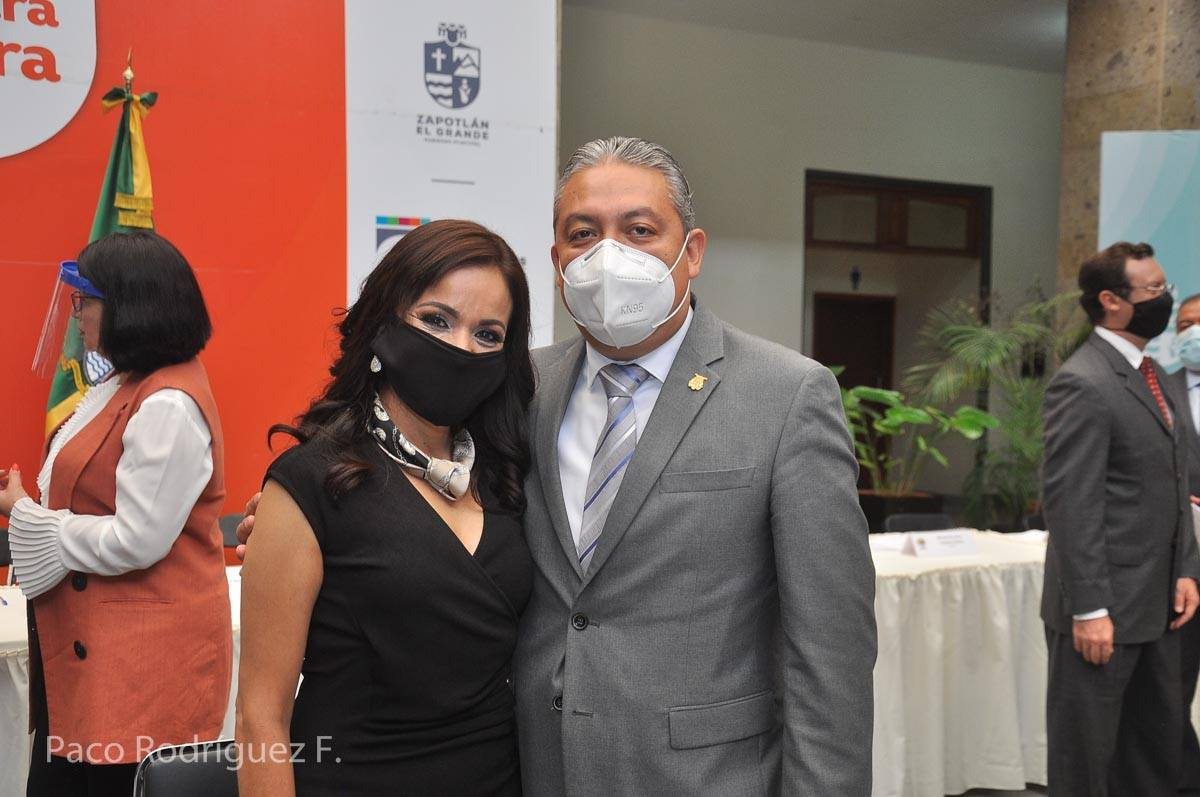 ra
ra
ZAPOTLÁN
EL GRANDE
KN95
Paco Rodriguez F.